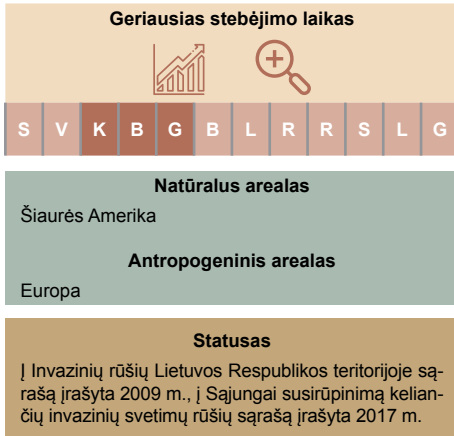 Geriausias stebėjimo laikas
S V K B G B L R R S L G
Natūralus arealas
Šiaurės Amerika
Antropogeninis arealas
Europa
Statusas
Į Invazinių rūšių Lietuvos Respublikos teritorijoje są-
rašą įrašyta 2009 m., į Sąjungai susirūpinimą kelian-
čių invazinių svetimų rūšių sąrašą įrašyta 2017 m.